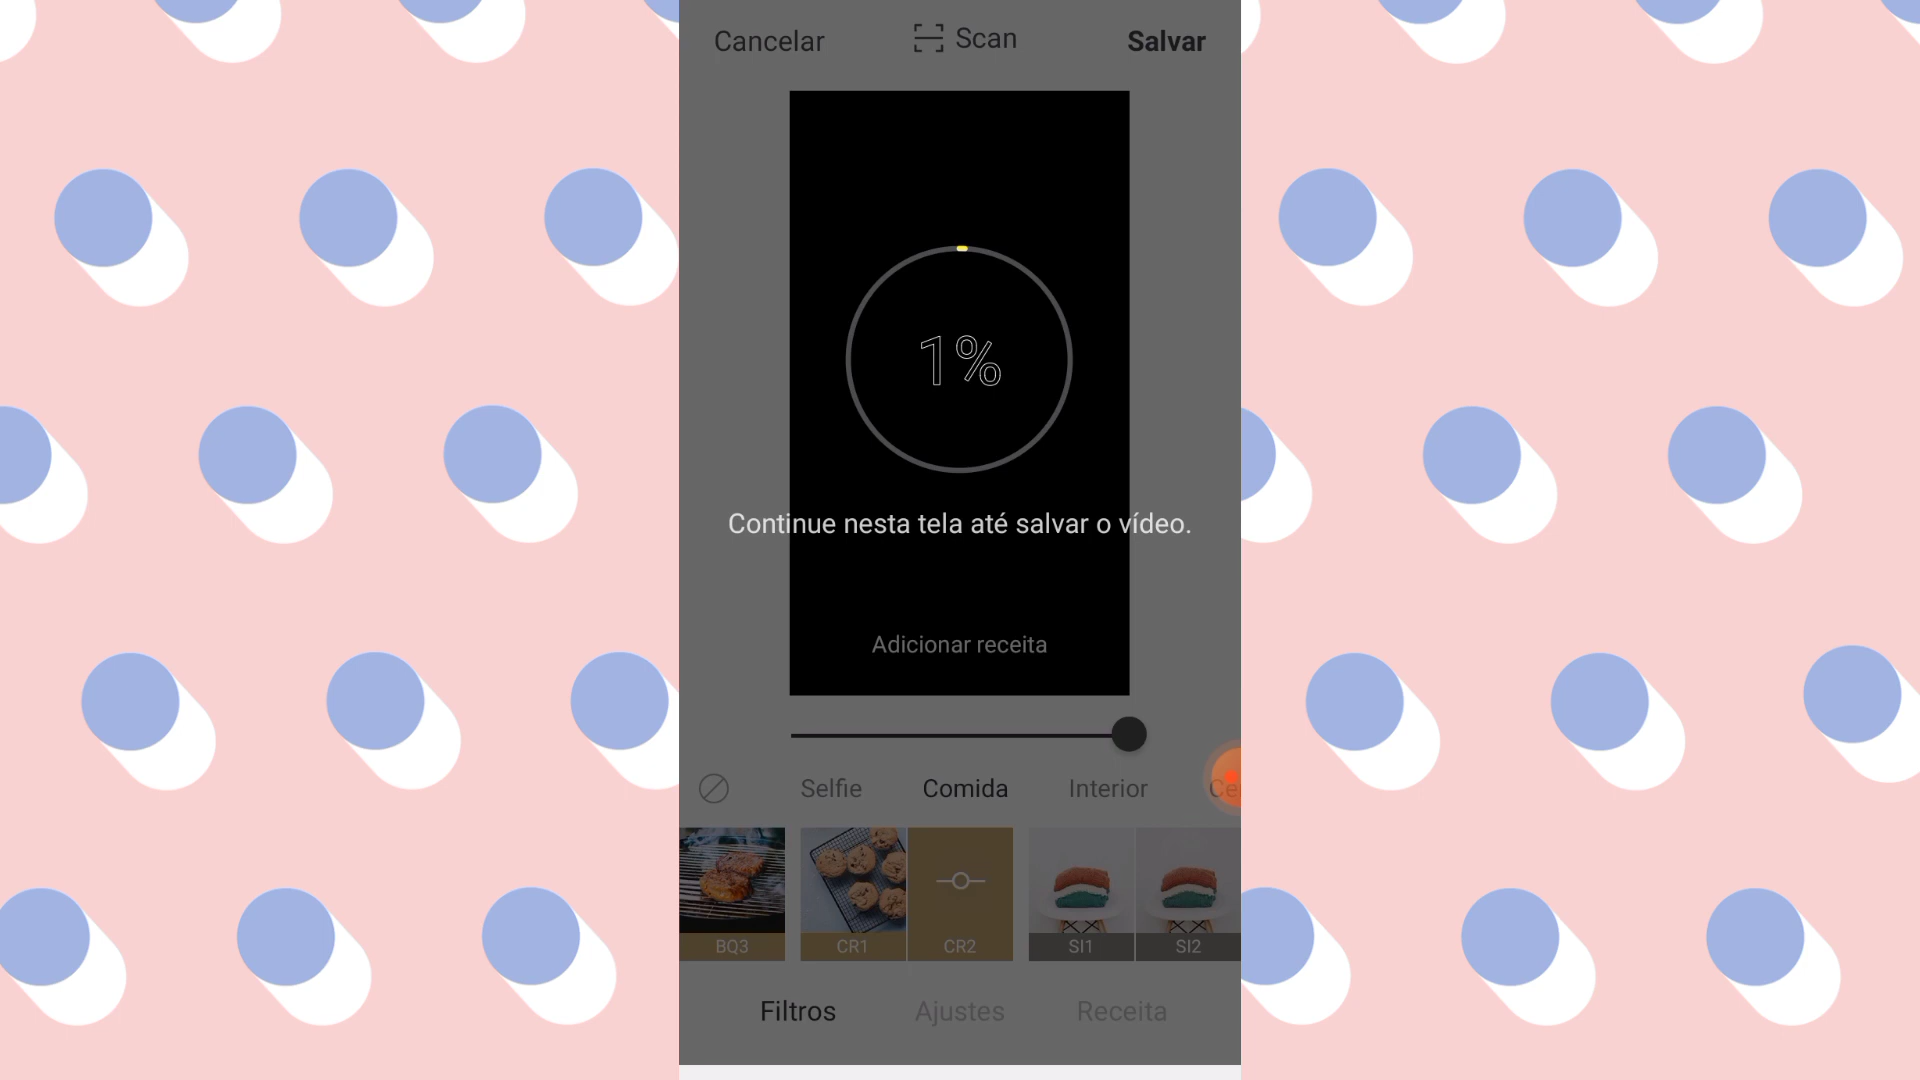 Cancelar
Scan
Salvar
1%
Continue nesta tela até salvar o vídeo.
Adicionar receita
Selfie
Comida
Interior
Ce
BQ3
CR1
CR2
SI1
SI2
Filtros
Ajustes
Receita